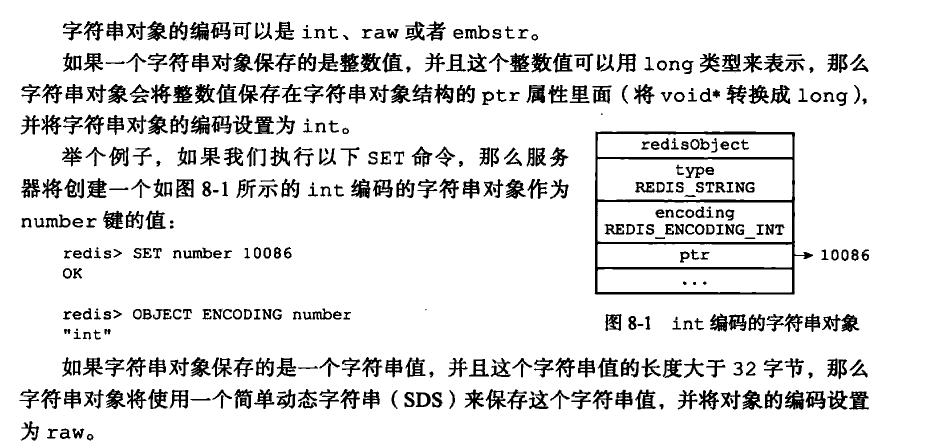 字符串对象的编码可以是 int、raw 或者 embstr。
如果一个字符串对象保存的是整数值，并且这个整数值可以用 long 类型来表示，那么
字符串对象会将整数值保存在字符串对象结构的 ptr 属性里面（将 void* 转换成 long），
并将字符串对象的编码设置为 int。
举个例子，如果我们执行以下 SET 命令，那么服务
器将创建一个如图 8-1 所示的 int 编码的字符串对象作为
number 键的值：
redis> SET number 10086
OK
redis> OBJECT ENCODING number
"int"
redisObject
type
REDIS_STRING
encoding
REDIS_ENCODING_INT
ptr
10086
...
图 8-1 int 编码的字符串对象
如果字符串对象保存的是一个字符串值，并且这个字符串值的长度大于 32 字节，那么
字符串对象将使用一个简单动态字符串（SDS）来保存这个字符串值，并将对象的编码设置
为 raw。